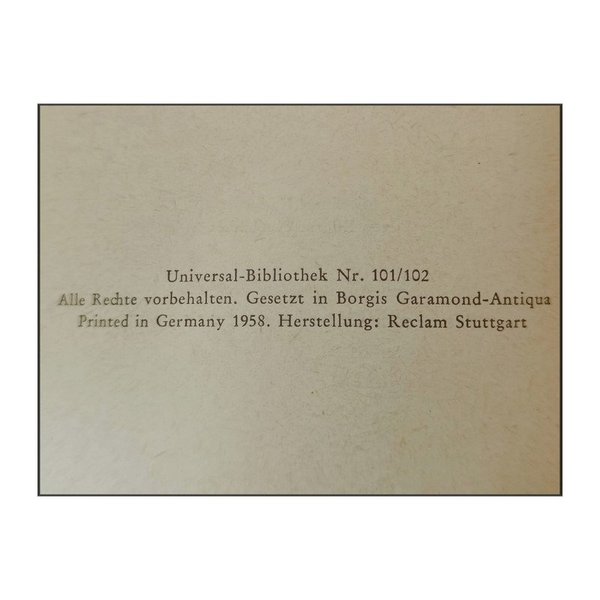 Universal-Bibliothek Nr. 101/102
Alle Rechte vorbehalten. Gesetzt in Borgis Garamond-Antiqua
Printed in Germany 1958. Herstellung: Reclam Stuttgart